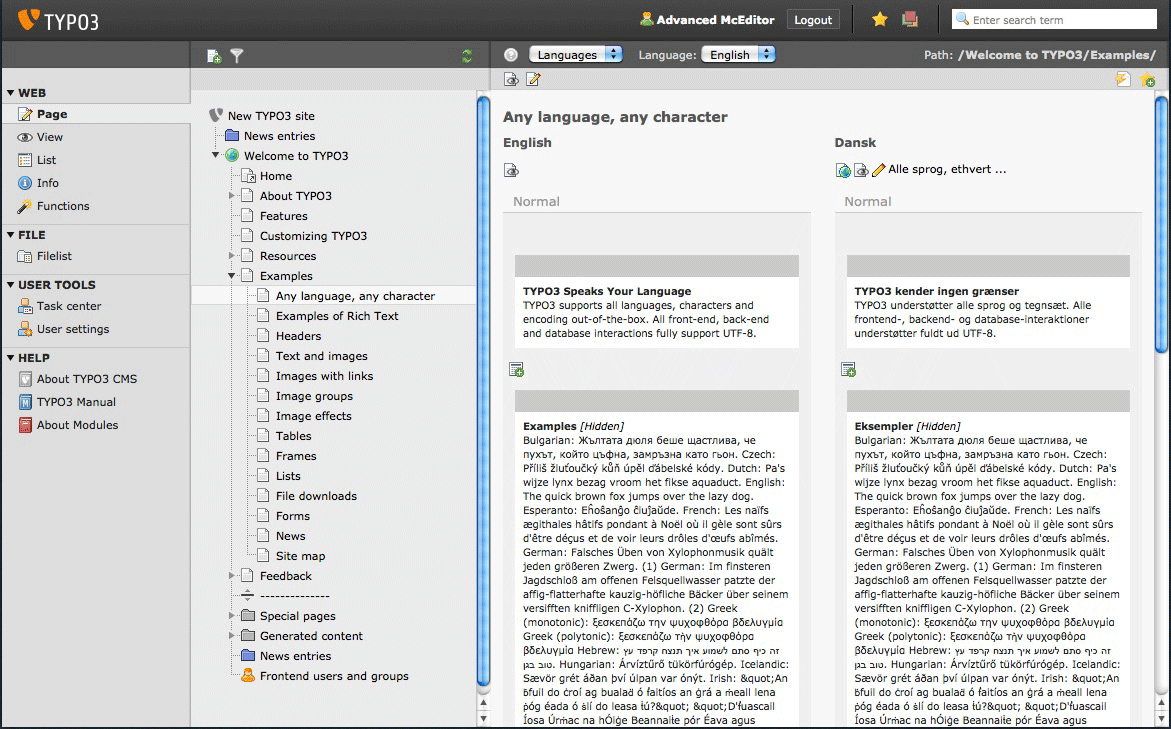 TYPO3
Advanced McEditor
Logout
Enter search term
Languages
Language:
English
Path: /Welcome to TYPO3/Examples/
WEB
Page
View
List
Info
Functions
FILE
Filelist
USER TOOLS
Task center
User settings
HELP
About TYPO3 CMS
TYPO3 Manual
About Modules
New TYPO3 site
News entries
Welcome to TYPO3
Home
About TYPO3
Features
Customizing TYPO3
Resources
Examples
Any language, any character
Examples of Rich Text
Headers
Text and images
Images with links
Image groups
Image effects
Tables
Frames
Lists
File downloads
Forms
News
Site map
Feedback
--------------
Special pages
Generated content
News entries
Frontend users and groups
Any language, any character
English
Normal
TYPO3 Speaks Your Language
TYPO3 supports all languages, characters and
encoding out-of-the-box. All front-end, back-end
and database interactions fully support UTF-8.
Examples [Hidden]
Bulgarian: Жълтата дюля беше щастлива, че
пухът, който цъфна, замръзна като гьон. Czech:
Příliš žluťoučký kůň úpěl ďábelské kódy. Dutch: Pa's
wijze lynx bezag vroom het fikse aquaduct. English:
The quick brown fox jumps over the lazy dog.
Esperanto: Eĥoŝanĝo ĉiuĵaŭde. French: Les naïfs
ægithales hâtifs pondant à Noël où il gèle sont sûrs
d'être déçus et de voir leurs drôles d'œufs abîmés.
German: Falsches Üben von Xylophonmusik quält
jeden größeren Zwerg. (1) German: Im finsteren
Jagdschloß am offenen Felsquellwasser patzte der
affig-flatterhafte kauzig-höfliche Bäcker über seinem
versifften kniffligen C-Xylophon. (2) Greek
(monotonic): ξεσκεπάζω την ψυχοφθόρα βδελυγμία
Greek (polytonic): ξεσκεπάζω τὴν ψυχοφθόρα
βδελυγμία Hebrew: זה כיף סתם לשמוע איך תנצח קרפד עץ
טוב בגן. Hungarian: Árvíztűrő tükörfúrógép. Icelandic:
Sævör grét áðan því úlpan var ónýt. Irish: &quot;An
ḃfuil do ċroí ag bualaḋ ó ḟaitíos an ġrá a ṁeall lena
ṗóg éada ó ṡlí do leasa ṫú?&quot; &quot;D'ḟuascail
Íosa Úrṁac na hÓiġe Beannaiṫe pór Éava agus
Dansk
Alle sprog, ethvert ...
Normal
TYPO3 kender ingen grænser
TYPO3 understøtter alle sprog og tegnsæt. Alle
frontend-, backend- og database-interaktioner
understøtter fuldt ud UTF-8.
Eksempler [Hidden]
Bulgarian: Жълтата дюля беше щастлива, че
пухът, който цъфна, замръзна като гьон. Czech:
Příliš žluťoučký kůň úpěl ďábelské kódy. Dutch: Pa's
wijze lynx bezag vroom het fikse aquaduct. English:
The quick brown fox jumps over the lazy dog.
Esperanto: Eĥoŝanĝo ĉiuĵaŭde. French: Les naïfs
ægithales hâtifs pondant à Noël où il gèle sont sûrs
d'être déçus et de voir leurs drôles d'œufs abîmés.
German: Falsches Üben von Xylophonmusik quält
jeden größeren Zwerg. (1) German: Im finsteren
Jagdschloß am offenen Felsquellwasser patzte der
affig-flatterhafte kauzig-höfliche Bäcker über seinem
versifften kniffligen C-Xylophon. (2) Greek
(monotonic): ξεσκεπάζω την ψυχοφθόρα βδελυγμία
Greek (polytonic): ξεσκεπάζω τὴν ψυχοφθόρα
βδελυγμία Hebrew: זה כיף סתם לשמוע איך תנצח קרפד עץ
טוב בגן. Hungarian: Árvíztűrő tükörfúrógép. Icelandic:
Sævör grét áðan því úlpan var ónýt. Irish: &quot;An
ḃfuil do ċroí ag bualaḋ ó ḟaitíos an ġrá a ṁeall lena
ṗóg éada ó ṡlí do leasa ṫú?&quot; &quot;D'ḟuascail
Íosa Úrṁac na hÓiġe Beannaiṫe pór Éava agus